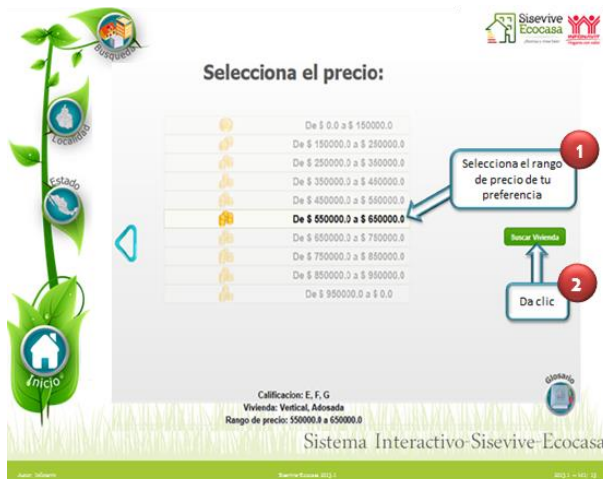 Sisevive
Ecocasa
Busqueda
Localidad
Estado
Inicio
Selecciona el precio:
De $ 0.0 a $ 150000.0
De $ 150000.0 a $ 250000.0
De $ 250000.0 a $ 350000.0
De $ 350000.0 a $ 450000.0
De $ 450000.0 a $ 550000.0
De $ 550000.0 a $ 650000.0
De $ 650000.0 a $ 750000.0
De $ 750000.0 a $ 850000.0
De $ 850000.0 a $ 950000.0
De $ 950000.0 a $ 0.0
1
Selecciona el rango
de precio de tu
preferencia
Buscar Vivienda
2
Da clic
Glosario
Calificacion: E, F, G
Vivienda: Vertical, Adosada
Rango de precio: 550000.0 a 650000.0
Sistema Interactivo-Sisevive-Ecocasa